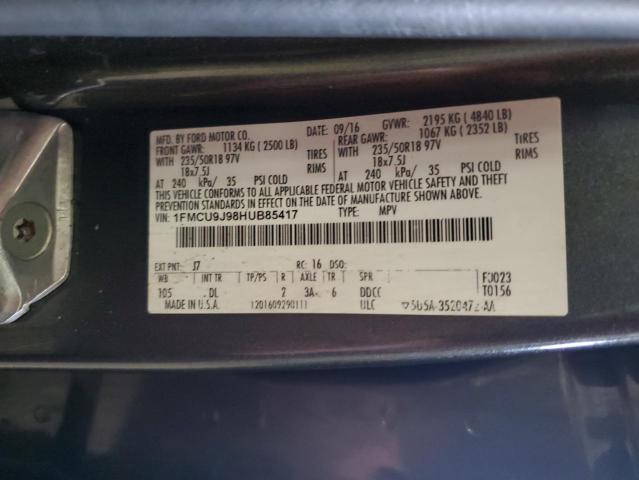 MFD. BY FORD MOTOR CO.
DATE: 09/16 GVWR: 2195 KG ( 4840 LB)
FRONT GAWR: 1134 KG ( 2500 LB)
REAR GAWR: 1067 KG ( 2352 LB)
WITH 235/50R18 97V TIRES
WITH 235/50R18 97V TIRES
18x7.5J RIMS
18x7.5J RIMS
AT 240 kPa/ 35 PSI COLD
AT 240 kPa/ 35 PSI COLD
THIS VEHICLE CONFORMS TO ALL APPLICABLE FEDERAL MOTOR VEHICLE SAFETY AND THEFT
PREVENTION STANDARDS IN EFFECT ON THE DATE OF MANUFACTURE SHOWN ABOVE.
VIN: 1FMCU9J98HUB85417 TYPE: MPV
EXT PNT: J7 RC: 16 DSO:
WB INT TR TP/PS R AXLE TR SPR
105 DL 2 3A 6 DDCC
F0023
T0156
MADE IN U.S.A. 1201609290111 ULC